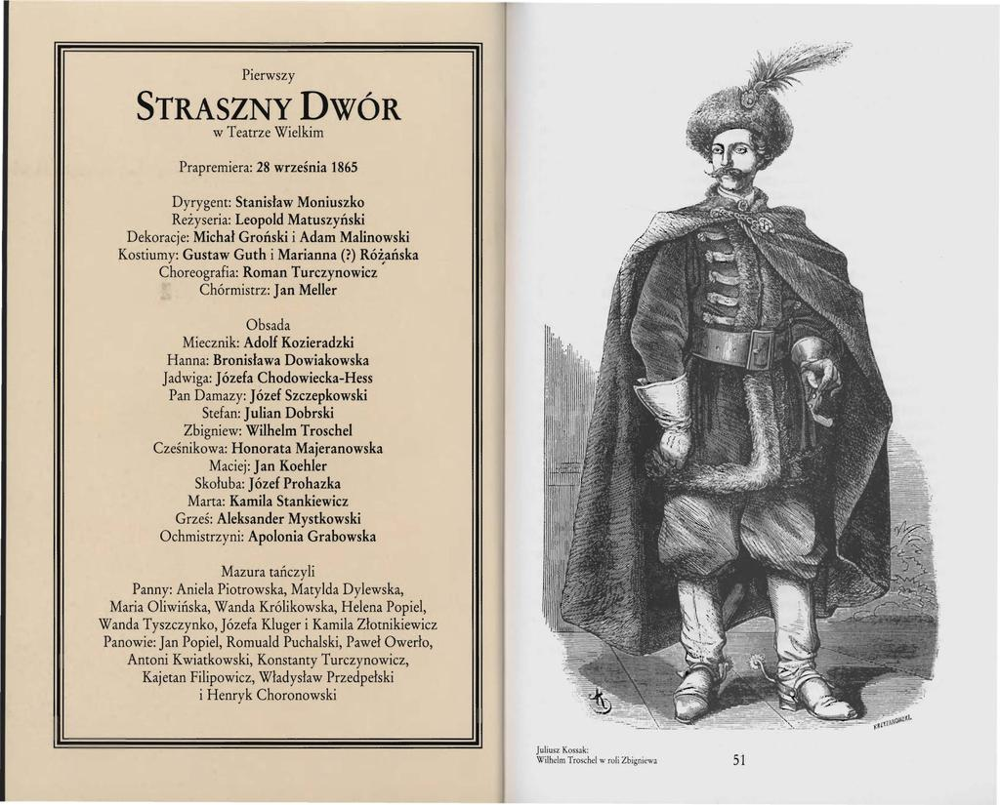 Pierwszy
STRASZNY DWÓR
w Teatrze Wielkim
Prapremiera: 28 września 1865
Dyrygent: Stanisław Moniuszko
Reżyseria: Leopold Matuszyński
Dekoracje: Michał Groński i Adam Malinowski
Kostiumy: Gustaw Guth i Marianna (?) Różańska
Choreografia: Roman Turczynowicz
Chórmistrz: Jan Meller
Obsada
Miecznik: Adolf Kozieradzki
Hanna: Bronisława Dowiakowska
Jadwiga: Józefa Chodowiecka-Hess
Pan Damazy: Józef Szczepkowski
Stefan: Julian Dobrski
Zbigniew: Wilhelm Troschel
Cześnikowa: Honorata Majeranowska
Maciej: Jan Koehler
Skołuba: Józef Prohazka
Marta: Kamila Stankiewicz
Grześ: Aleksander Mystkowski
Ochmistrzyni: Apolonia Grabowska
Mazura tańczyli
Panny: Aniela Piotrowska, Matylda Dylewska,
Maria Oliwińska, Wanda Królikowska, Helena Popiel,
Wanda Tyszczynko, Józefa Kluger i Kamila Złotnikiewicz
Panowie: Jan Popiel, Romuald Puchalski, Paweł Owerło,
Antoni Kwiatkowski, Konstanty Turczynowicz,
Kajetan Filipowicz, Władysław Przedpełski
i Henryk Choronowski
KRZYŻANOWSKI.
Juliusz Kossak:
Wilhelm Troschel w roli Zbigniewa
51